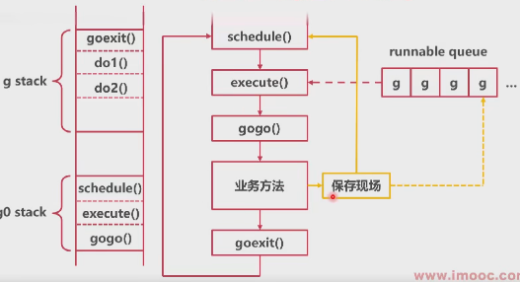 g stack
goexit()
do1()
do2()
g0 stack
schedule()
execute()
gogo()
schedule()
execute()
gogo()
业务方法
保存现场
goexit()
runnable queue
g g g g ...
www.imooc.com